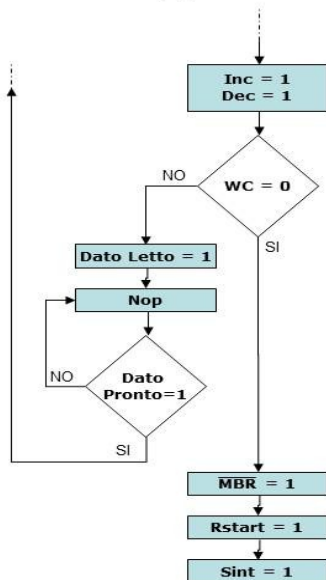 Inc = 1
Dec = 1
WC = 0
NO
SI
Dato Letto = 1
Nop
Dato
Pronto=1
NO
SI
MBR = 1
Rstart = 1
Sint = 1